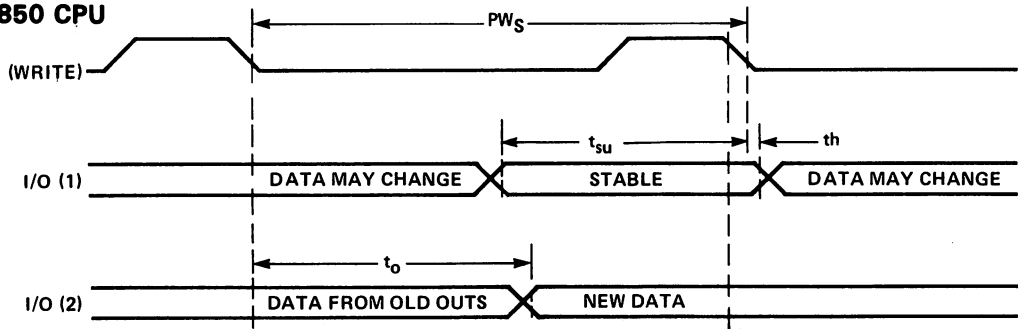 850 CPU
PWS
(WRITE)
tsu
th
I/O (1)
DATA MAY CHANGE
STABLE
DATA MAY CHANGE
to
I/O (2)
DATA FROM OLD OUTS
NEW DATA